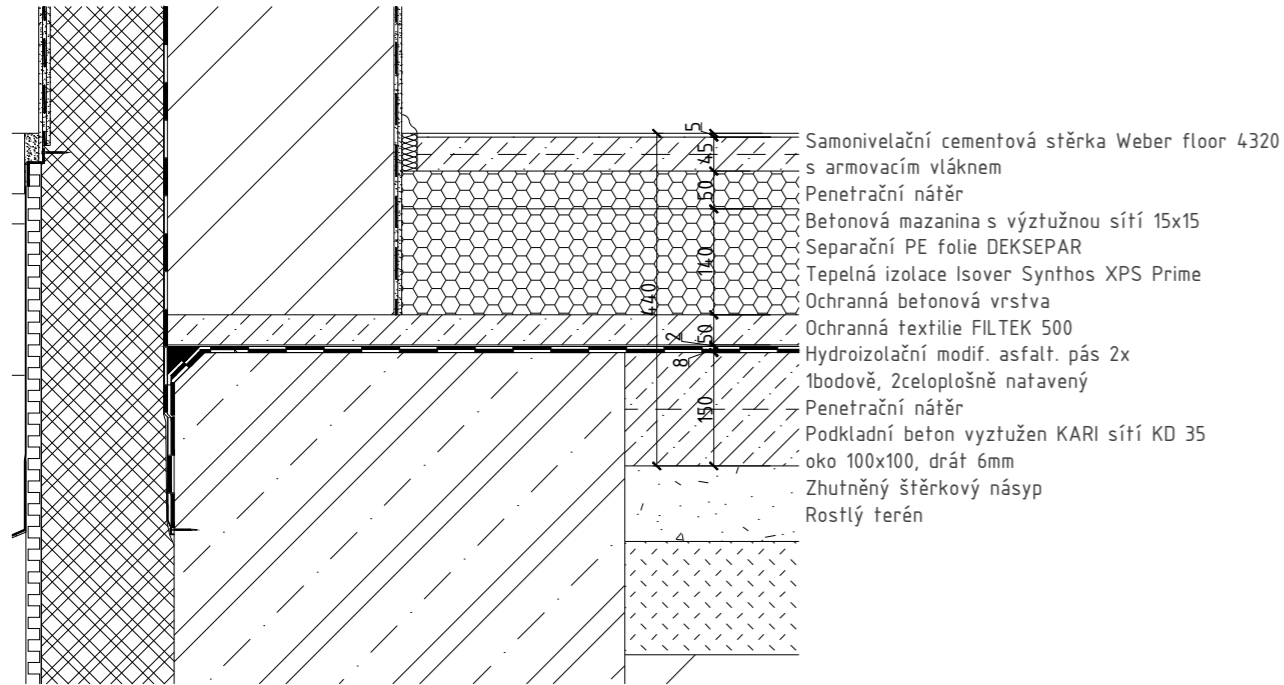 5
45
50
140
440
2
50
8
150
Samonivelační cementová stěrka Weber floor 4320
s armovacím vláknem
Penetrační nátěr
Betonová mazanina s výztužnou sítí 15x15
Separační PE folie DEKSEPAR
Tepelná izolace Isover Synthos XPS Prime
Ochranná betonová vrstva
Ochranná textilie FILTEK 500
Hydroizolační modif. asfalt. pás 2x
1bodově, 2celoplošně natavený
Penetrační nátěr
Podkladní beton vyztužen KARI sítí KD 35
oko 100x100, drát 6mm
Zhutněný štěrkový násyp
Rostlý terén